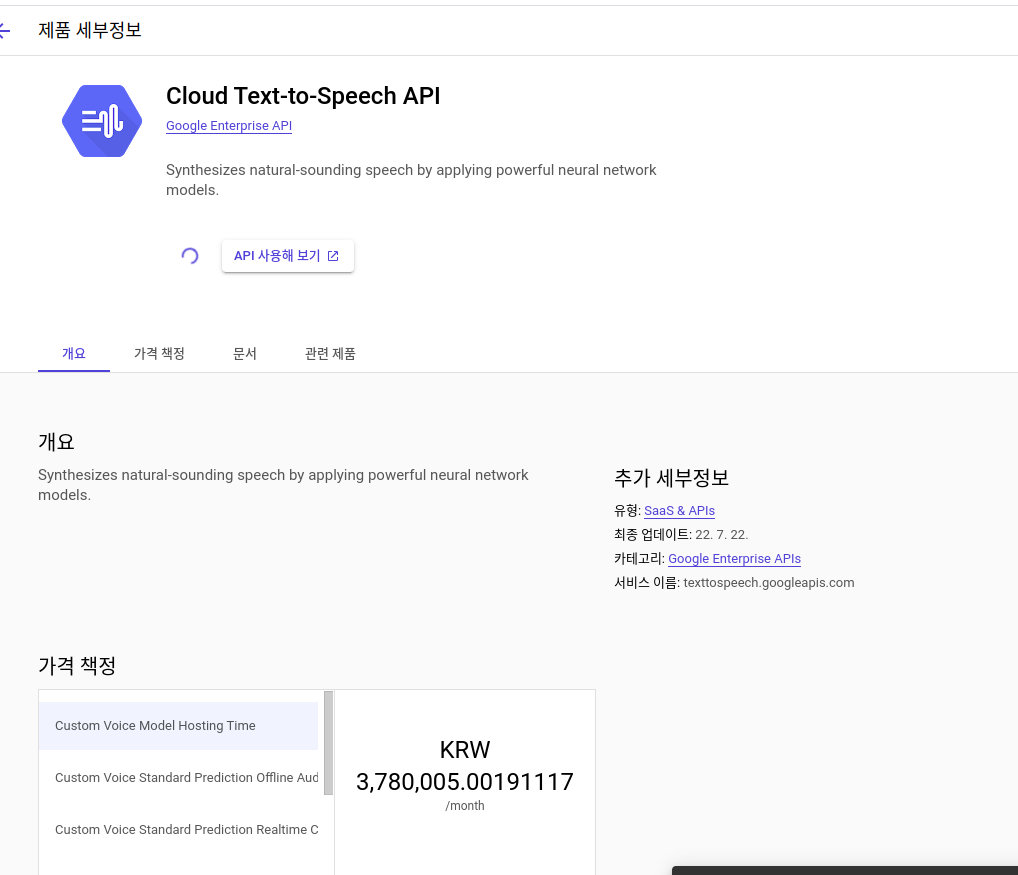 제품 세부정보
Cloud Text-to-Speech API
Google Enterprise API
Synthesizes natural-sounding speech by applying powerful neural network
models.
API 사용해 보기
개요 가격 책정 문서 관련 제품
개요
Synthesizes natural-sounding speech by applying powerful neural network
models.
추가 세부정보
유형: SaaS & APIs
최종 업데이트: 22. 7. 22.
카테고리: Google Enterprise APIs
서비스 이름: texttospeech.googleapis.com
가격 책정
Custom Voice Model Hosting Time
Custom Voice Standard Prediction Offline Aud
Custom Voice Standard Prediction Realtime C
KRW
3,780,005.00191117
/month